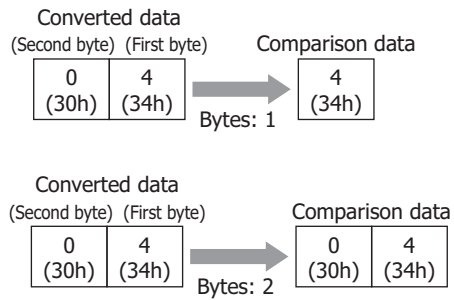 Converted data
(Second byte) (First byte) Comparison data
0 4 4
(30h) (34h) (34h)
Bytes: 1
Converted data
(Second byte) (First byte) Comparison data
0 4 0 4
(30h) (34h) (30h) (34h)
Bytes: 2